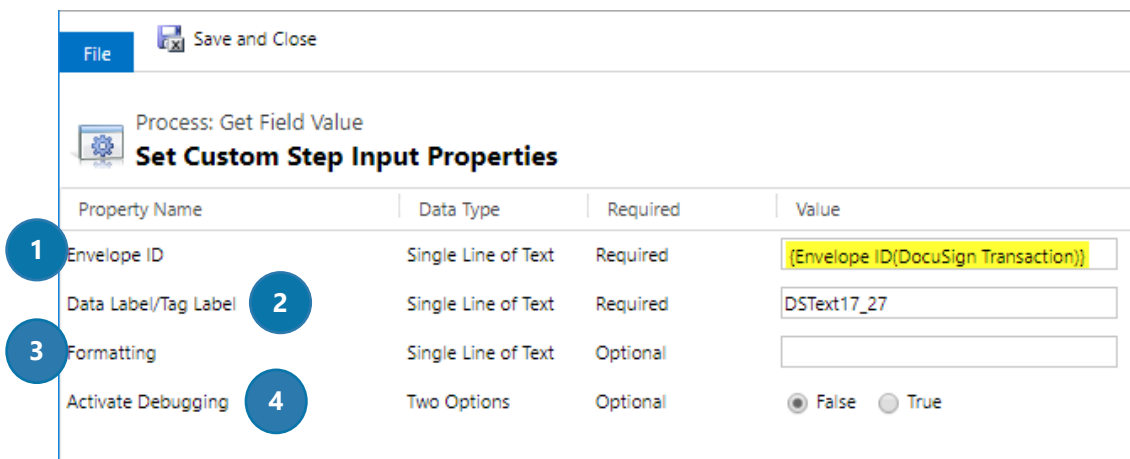 File Save and Close
Process: Get Field Value
Set Custom Step Input Properties
Property Name Data Type Required Value
1 Envelope ID Single Line of Text Required {Envelope ID(DocuSign Transaction)}
Data Label/Tag Label 2 Single Line of Text Required DSText17_27
3 Formatting Single Line of Text Optional
Activate Debugging 4 Two Options Optional False True